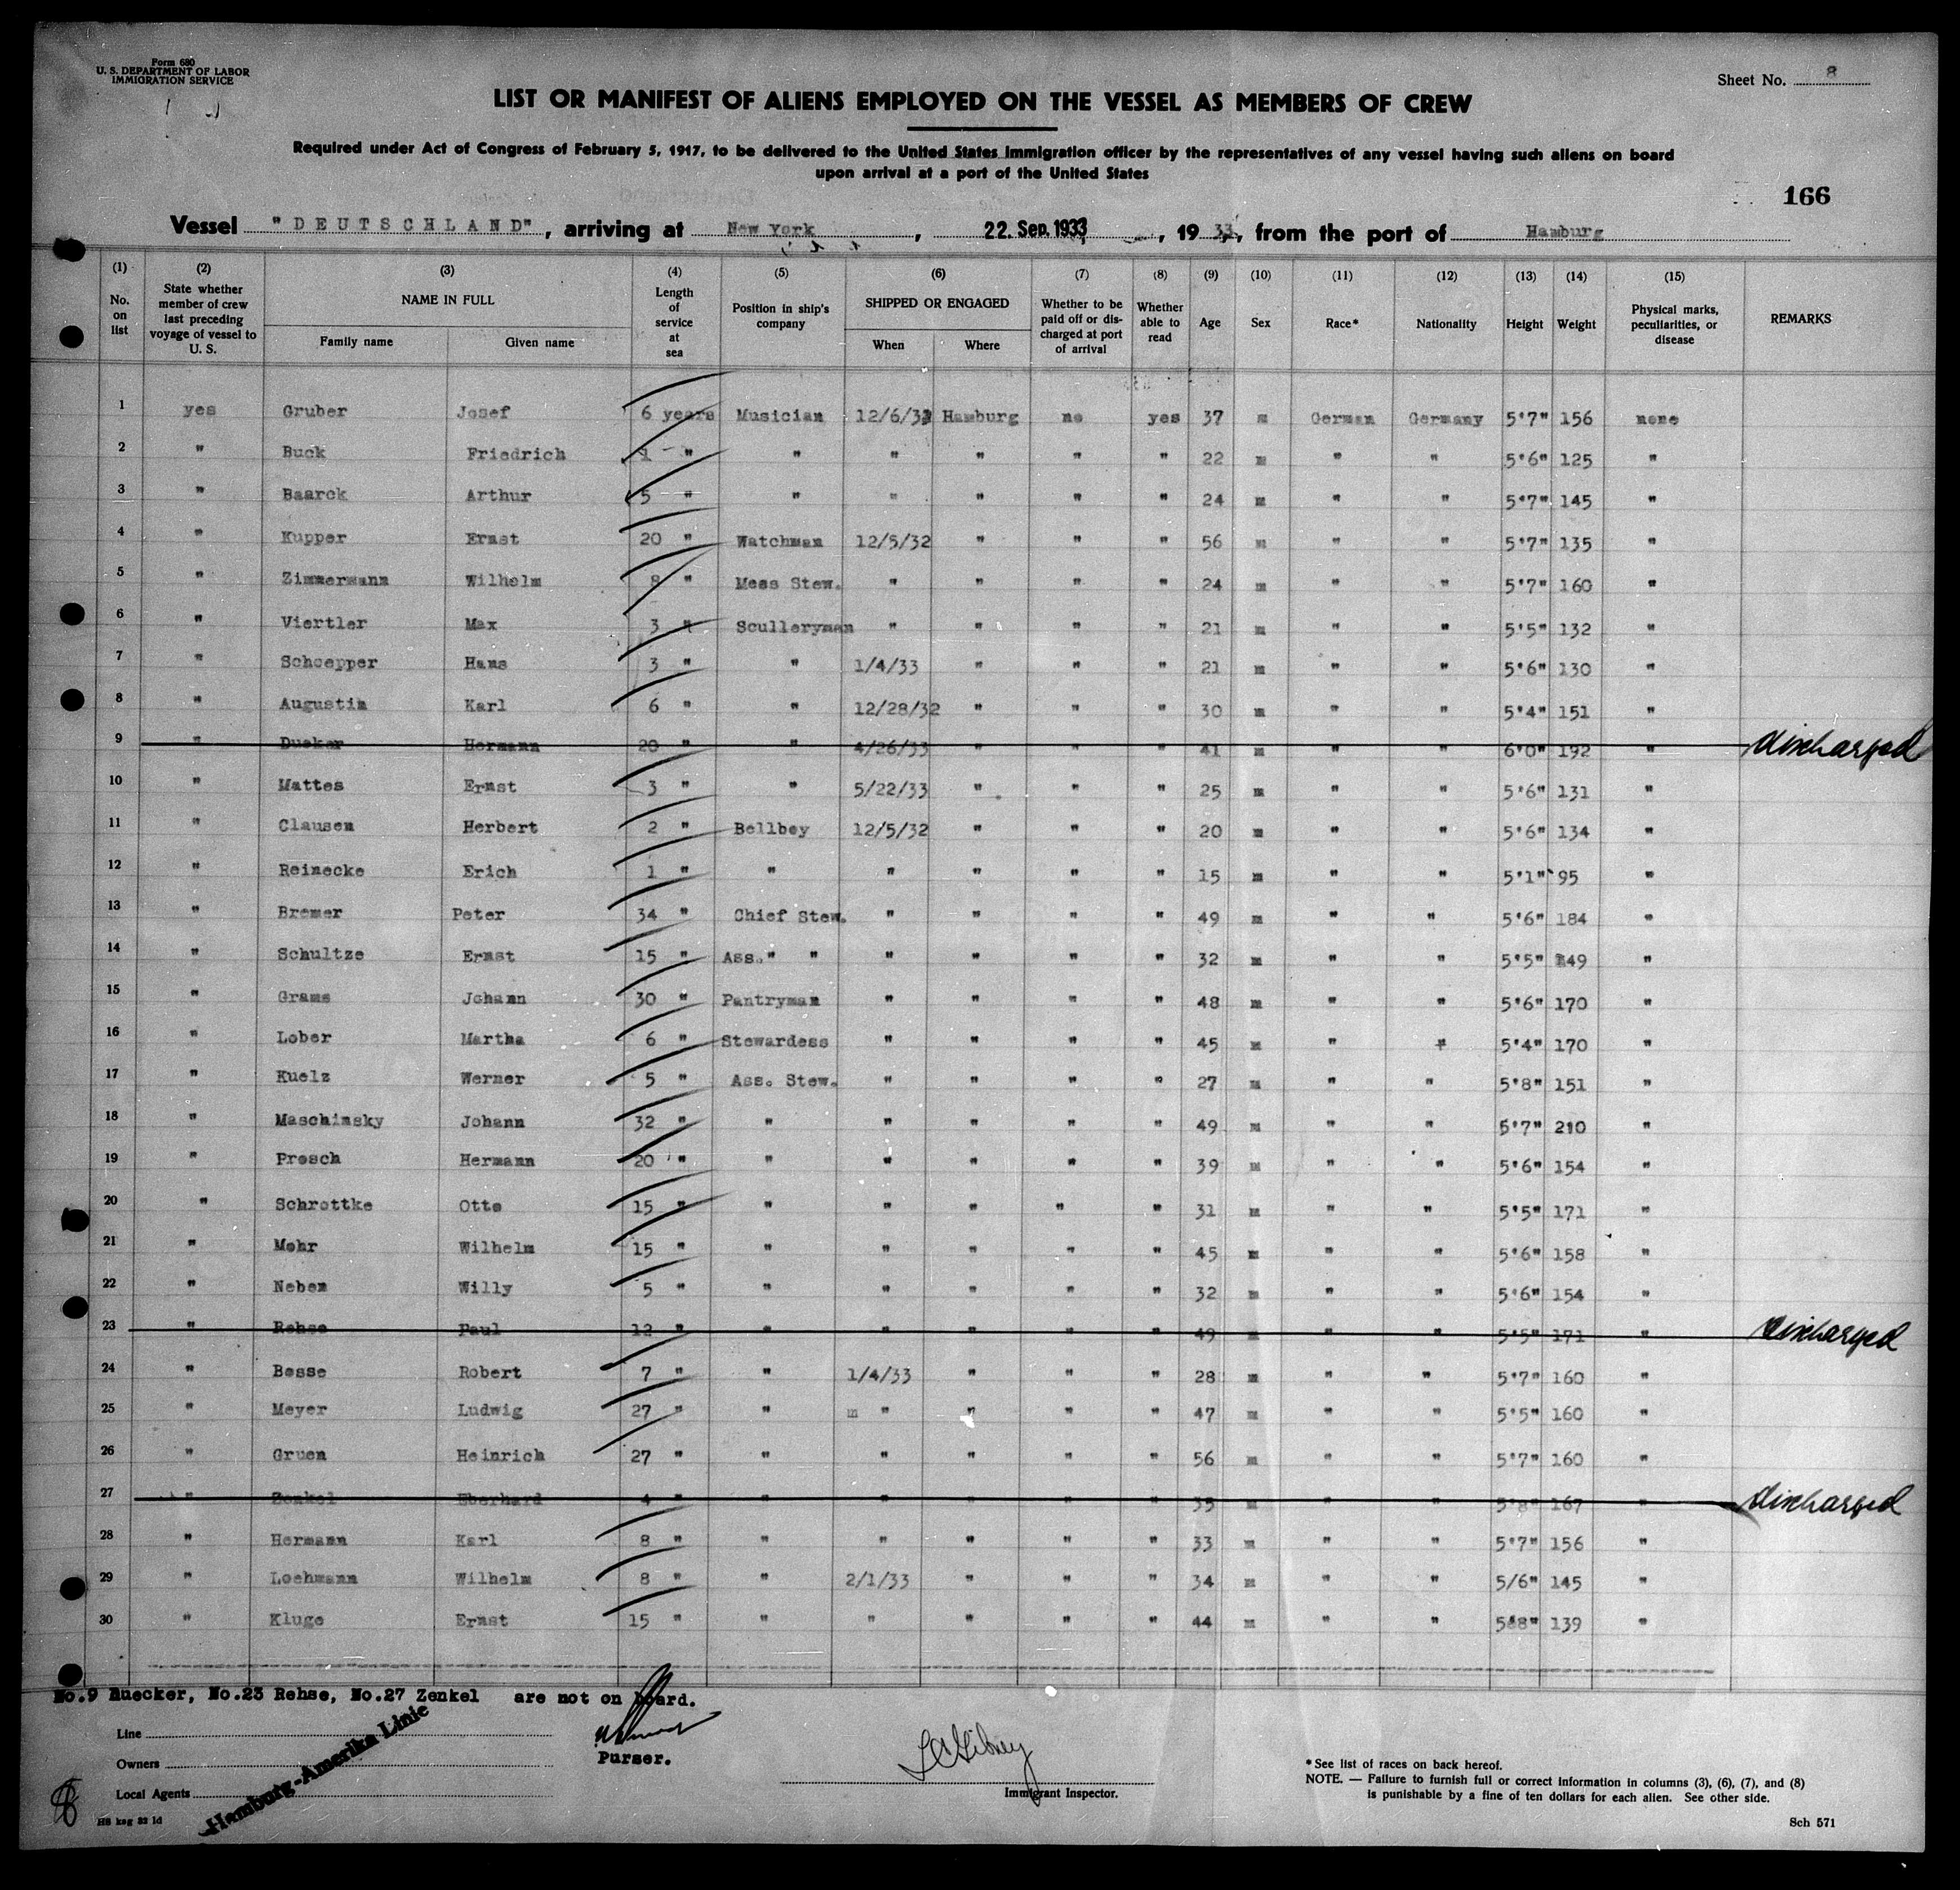 Form 680
U. S. DEPARTMENT OF LABOR
IMMIGRATION SERVICE
Sheet No. 8
LIST OR MANIFEST OF ALIENS EMPLOYED ON THE VESSEL AS MEMBERS OF CREW
Required under Act of Congress of February 5, 1917, to be delivered to the United States Immigration officer by the representatives of any vessel having such aliens on board
upon arrival at a port of the United States
166
Vessel "DEUTSCHLAND", arriving at New York, 22. Sep. 1933, 19 33, from the port of Hamburg
(1) (2) (3) (4) (5) (6) (7) (8) (9) (10) (11) (12) (13) (14) (15)
No. on list State whether member of crew last preceding voyage of vessel to U. S. NAME IN FULL Length of service at sea Position in ship's company SHIPPED OR ENGAGED Whether to be paid off or discharged at port of arrival Whether able to read Age Sex Race* Nationality Height Weight Physical marks, peculiarities, or disease REMARKS
Family name Given name When Where
1 yes Gruber Josef 6 years Musician 12/6/32 Hamburg no yes 37 m German Germany 5'7" 156 none
2 " Buck Friedrich 1 " " " " " " 22 m " " 5'6" 125 "
3 " Baarck Arthur 5 " " " " " " 24 m " " 5'7" 145 "
4 " Kupper Ernst 20 " Watchman 12/5/32 " " " 56 m " " 5'7" 135 "
5 " Zimmermann Wilhelm 8 " Mess Stew. " " " " 24 m " " 5'7" 160 "
6 " Viertler Max 3 " Sculleryman " " " " 21 m " " 5'5" 132 "
7 " Schoepper Hans 3 " " 1/4/33 " " " 21 m " " 5'6" 130 "
8 " Augustin Karl 6 " " 12/28/32 " " " 30 m " " 5'4" 151 "
9 " Duecker Hermann 20 " " 4/26/33 " " " 41 m " " 6'0" 192 " discharged
10 " Mattes Ernst 3 " " 5/22/33 " " " 25 m " " 5'6" 131 "
11 " Clausen Herbert 2 " Bellboy 12/5/32 " " " 20 m " " 5'6" 134 "
12 " Reinecke Erich 1 " " " " " " 15 m " " 5'1" 95 "
13 " Bremer Peter 34 " Chief Stew. " " " " 49 m " " 5'6" 184 "
14 " Schultze Ernst 15 " Ass." " " " " " 32 m " " 5'5" 149 "
15 " Grams Johann 30 " Pantryman " " " " 48 m " " 5'6" 170 "
16 " Lober Martha 6 " Stewardess " " " " 45 m " " 5'4" 170 "
17 " Kuelz Werner 5 " Ass. Stew. " " " " 27 m " " 5'8" 151 "
18 " Maschinsky Johann 32 " " " " " " 49 m " " 5'7" 210 "
19 " Prosch Hermann 20 " " " " " " 39 m " " 5'6" 154 "
20 " Schrottke Otto 15 " " " " " " 31 m " " 5'5" 171 "
21 " Mohr Wilhelm 15 " " " " " " 45 m " " 5'6" 158 "
22 " Neben Willy 5 " " " " " " 32 m " " 5'6" 154 "
23 " Rehse Paul 12 " " " " " " 49 m " " 5'5" 171 " discharged
24 " Bosse Robert 7 " " 1/4/33 " " " 28 m " " 5'7" 160 "
25 " Meyer Ludwig 27 " " m " " " " 47 m " " 5'5" 160 "
26 " Gruen Heinrich 27 " " " " " " 56 m " " 5'7" 160 "
27 " Zenkel Eberhard 4 " " " " " " 35 m " " 5'8" 167 " discharged
28 " Hermann Karl 8 " " " " " " 33 m " " 5'7" 156 "
29 " Loehmann Wilhelm 8 " " 2/1/33 " " " 34 m " " 5/6" 145 "
30 " Kluge Ernst 15 " " " " " " 44 m " " 5'8" 139 "
No.9 Duecker, No.23 Rehse, No.27 Zenkel are not on board.
Line
Owners
Local Agents
Hamburg-Amerika Linie
Purser.
Immigrant Inspector.
* See list of races on back hereof.
NOTE. — Failure to furnish full or correct information in columns (3), (6), (7), and (8)
is punishable by a fine of ten dollars for each alien. See other side.
HB kag 32 1d
Sch 571